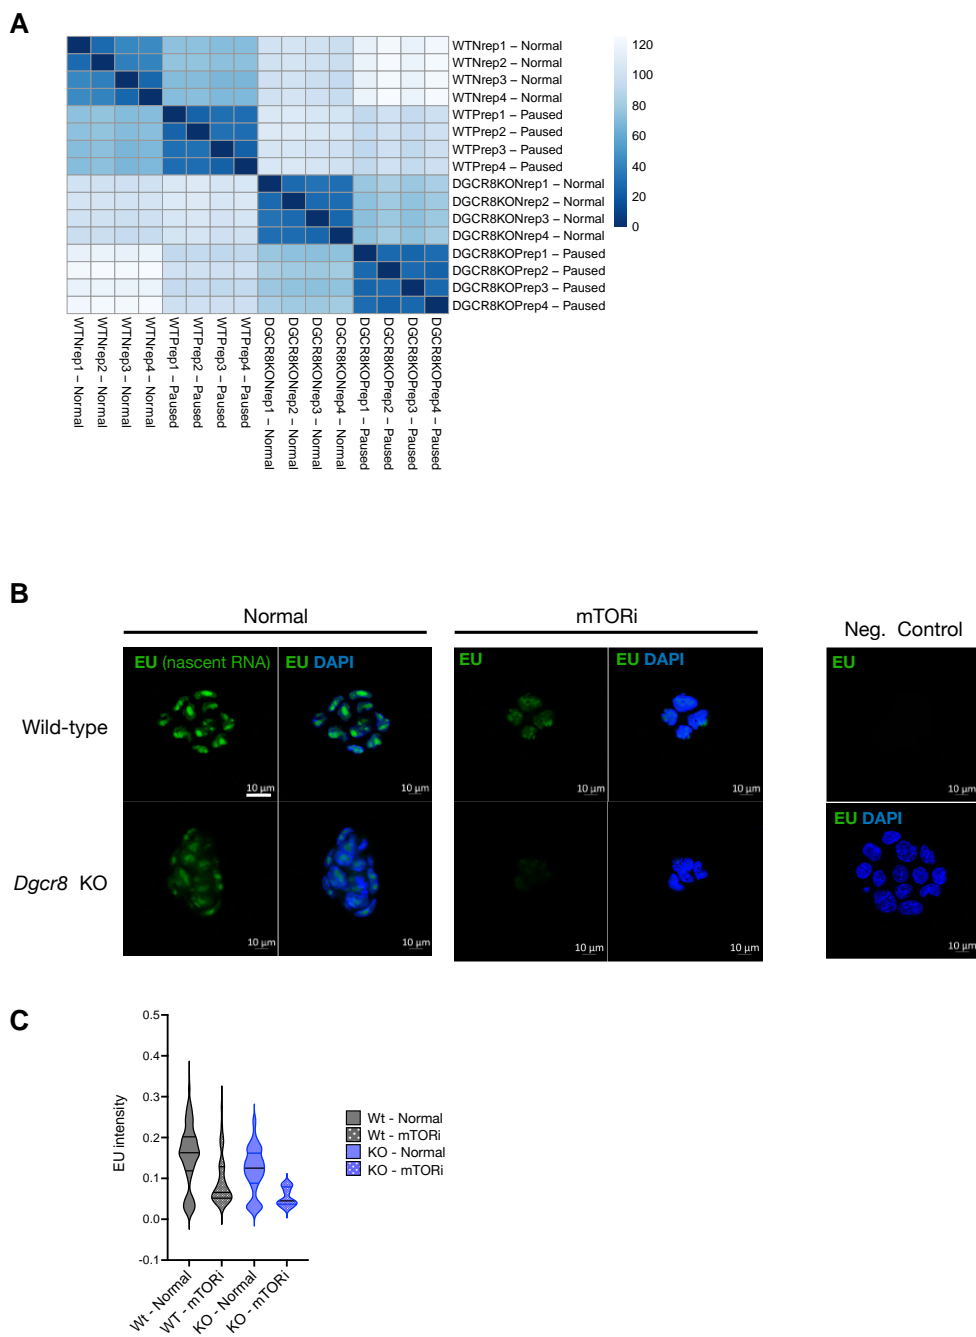 A
WTNrep1 – Normal
WTNrep2 – Normal
WTNrep3 – Normal
WTNrep4 – Normal
WTPrep1 – Paused
WTPrep2 – Paused
WTPrep3 – Paused
WTPrep4 – Paused
DGCR8KONrep1 – Normal
DGCR8KONrep2 – Normal
DGCR8KONrep3 – Normal
DGCR8KONrep4 – Normal
DGCR8KOPrep1 – Paused
DGCR8KOPrep2 – Paused
DGCR8KOPrep3 – Paused
DGCR8KOPrep4 – Paused
120
100
80
60
40
20
0
WTNrep1 – Normal
WTNrep2 – Normal
WTNrep3 – Normal
WTNrep4 – Normal
WTPrep1 – Paused
WTPrep2 – Paused
WTPrep3 – Paused
WTPrep4 – Paused
DGCR8KONrep1 – Normal
DGCR8KONrep2 – Normal
DGCR8KONrep3 – Normal
DGCR8KONrep4 – Normal
DGCR8KOPrep1 – Paused
DGCR8KOPrep2 – Paused
DGCR8KOPrep3 – Paused
DGCR8KOPrep4 – Paused
B
Normal
mTORi
Neg. Control
Wild-type
EU (nascent RNA)
10 µm
EU DAPI
10 µm
EU
10 µm
EU DAPI
10 µm
EU
10 µm
Dgcr8 KO
10 µm
10 µm
10 µm
10 µm
EU DAPI
10 µm
C
EU intensity
0.5
0.4
0.3
0.2
0.1
0.0
-0.1
Wt - Normal
WT - mTORi
KO - Normal
KO - mTORi
Wt - Normal
Wt - mTORi
KO - Normal
KO - mTORi